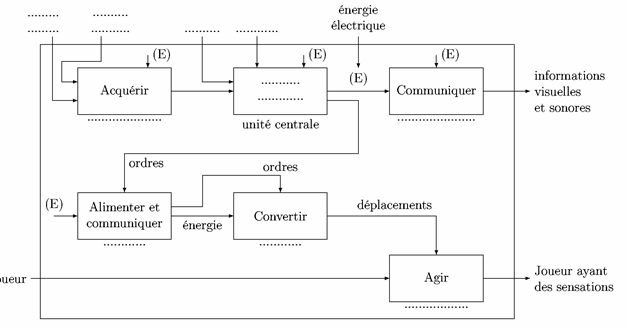 énergie
électrique
(E)
(E)
(E)
(E)
Acquérir
Communiquer
informations
visuelles
et sonores
unité centrale
ordres
ordres
(E)
Alimenter et
communiquer
énergie
Convertir
déplacements
oueur
Agir
Joueur ayant
des sensations